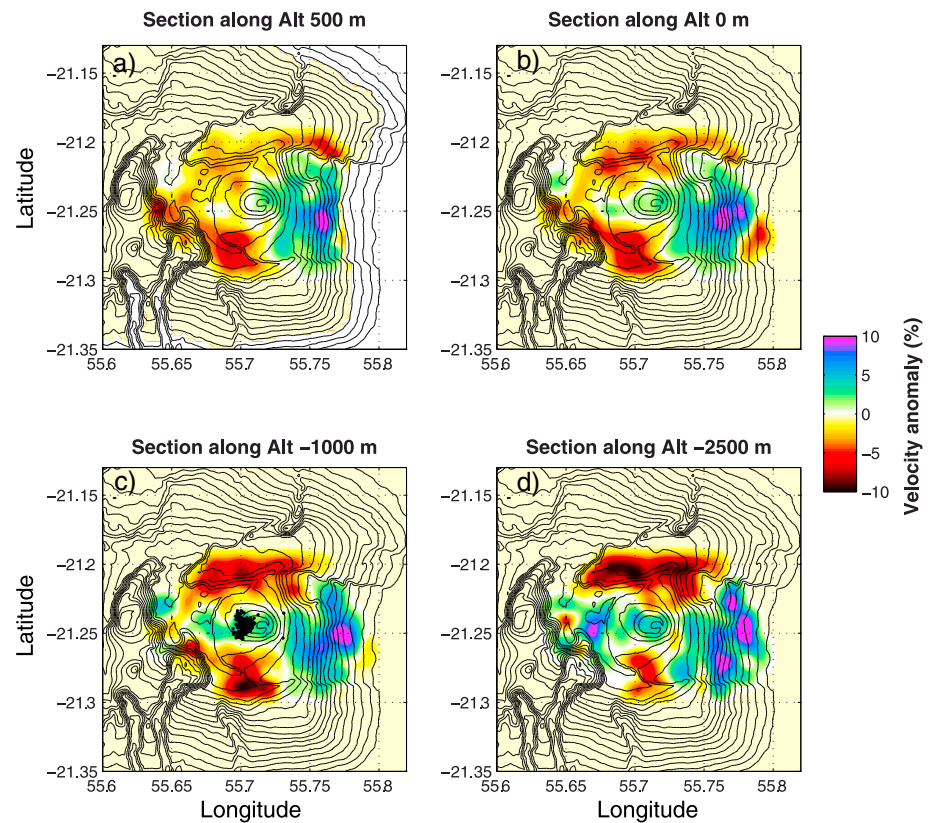 Section along Alt 500 m
Section along Alt 0 m
a)
b)
−21.15
−21.2
−21.25
−21.3
−21.35
Latitude
55.6 55.65 55.7 55.75 55.8
−21.15
−21.2
−21.25
−21.3
−21.35
55.6 55.65 55.7 55.75 55.8
10
5
0
−5
−10
Velocity anomaly (%)
Section along Alt −1000 m
Section along Alt −2500 m
c)
d)
−21.15
−21.2
−21.25
−21.3
−21.35
Latitude
55.6 55.65 55.7 55.75 55.8
Longitude
−21.15
−21.2
−21.25
−21.3
−21.35
55.6 55.65 55.7 55.75 55.8
Longitude